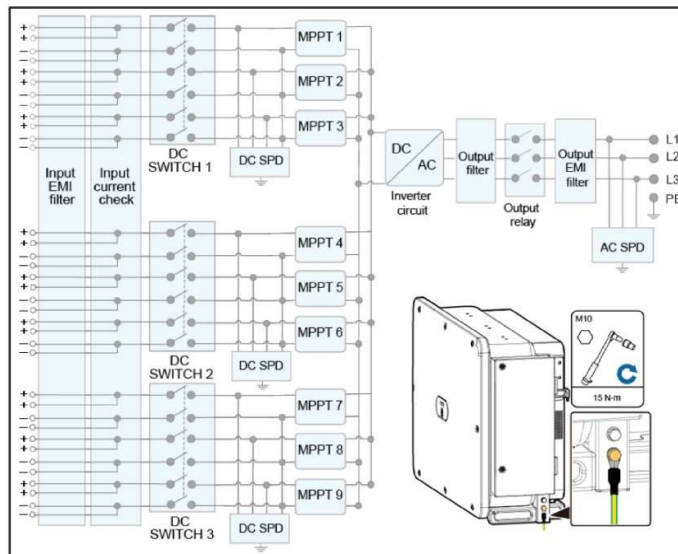 MPPT 1
MPPT 2
MPPT 3
DC SPD
DC
SWITCH 1
Input
EMI
filter
Input
current
check
DC
AC
Inverter
circuit
Output
filter
Output
relay
Output
EMI
filter
L1
L2
L3
PE
AC SPD
MPPT 4
MPPT 5
MPPT 6
DC SPD
DC
SWITCH 2
MPPT 7
MPPT 8
MPPT 9
DC SPD
DC
SWITCH 3
M10
15 N·m